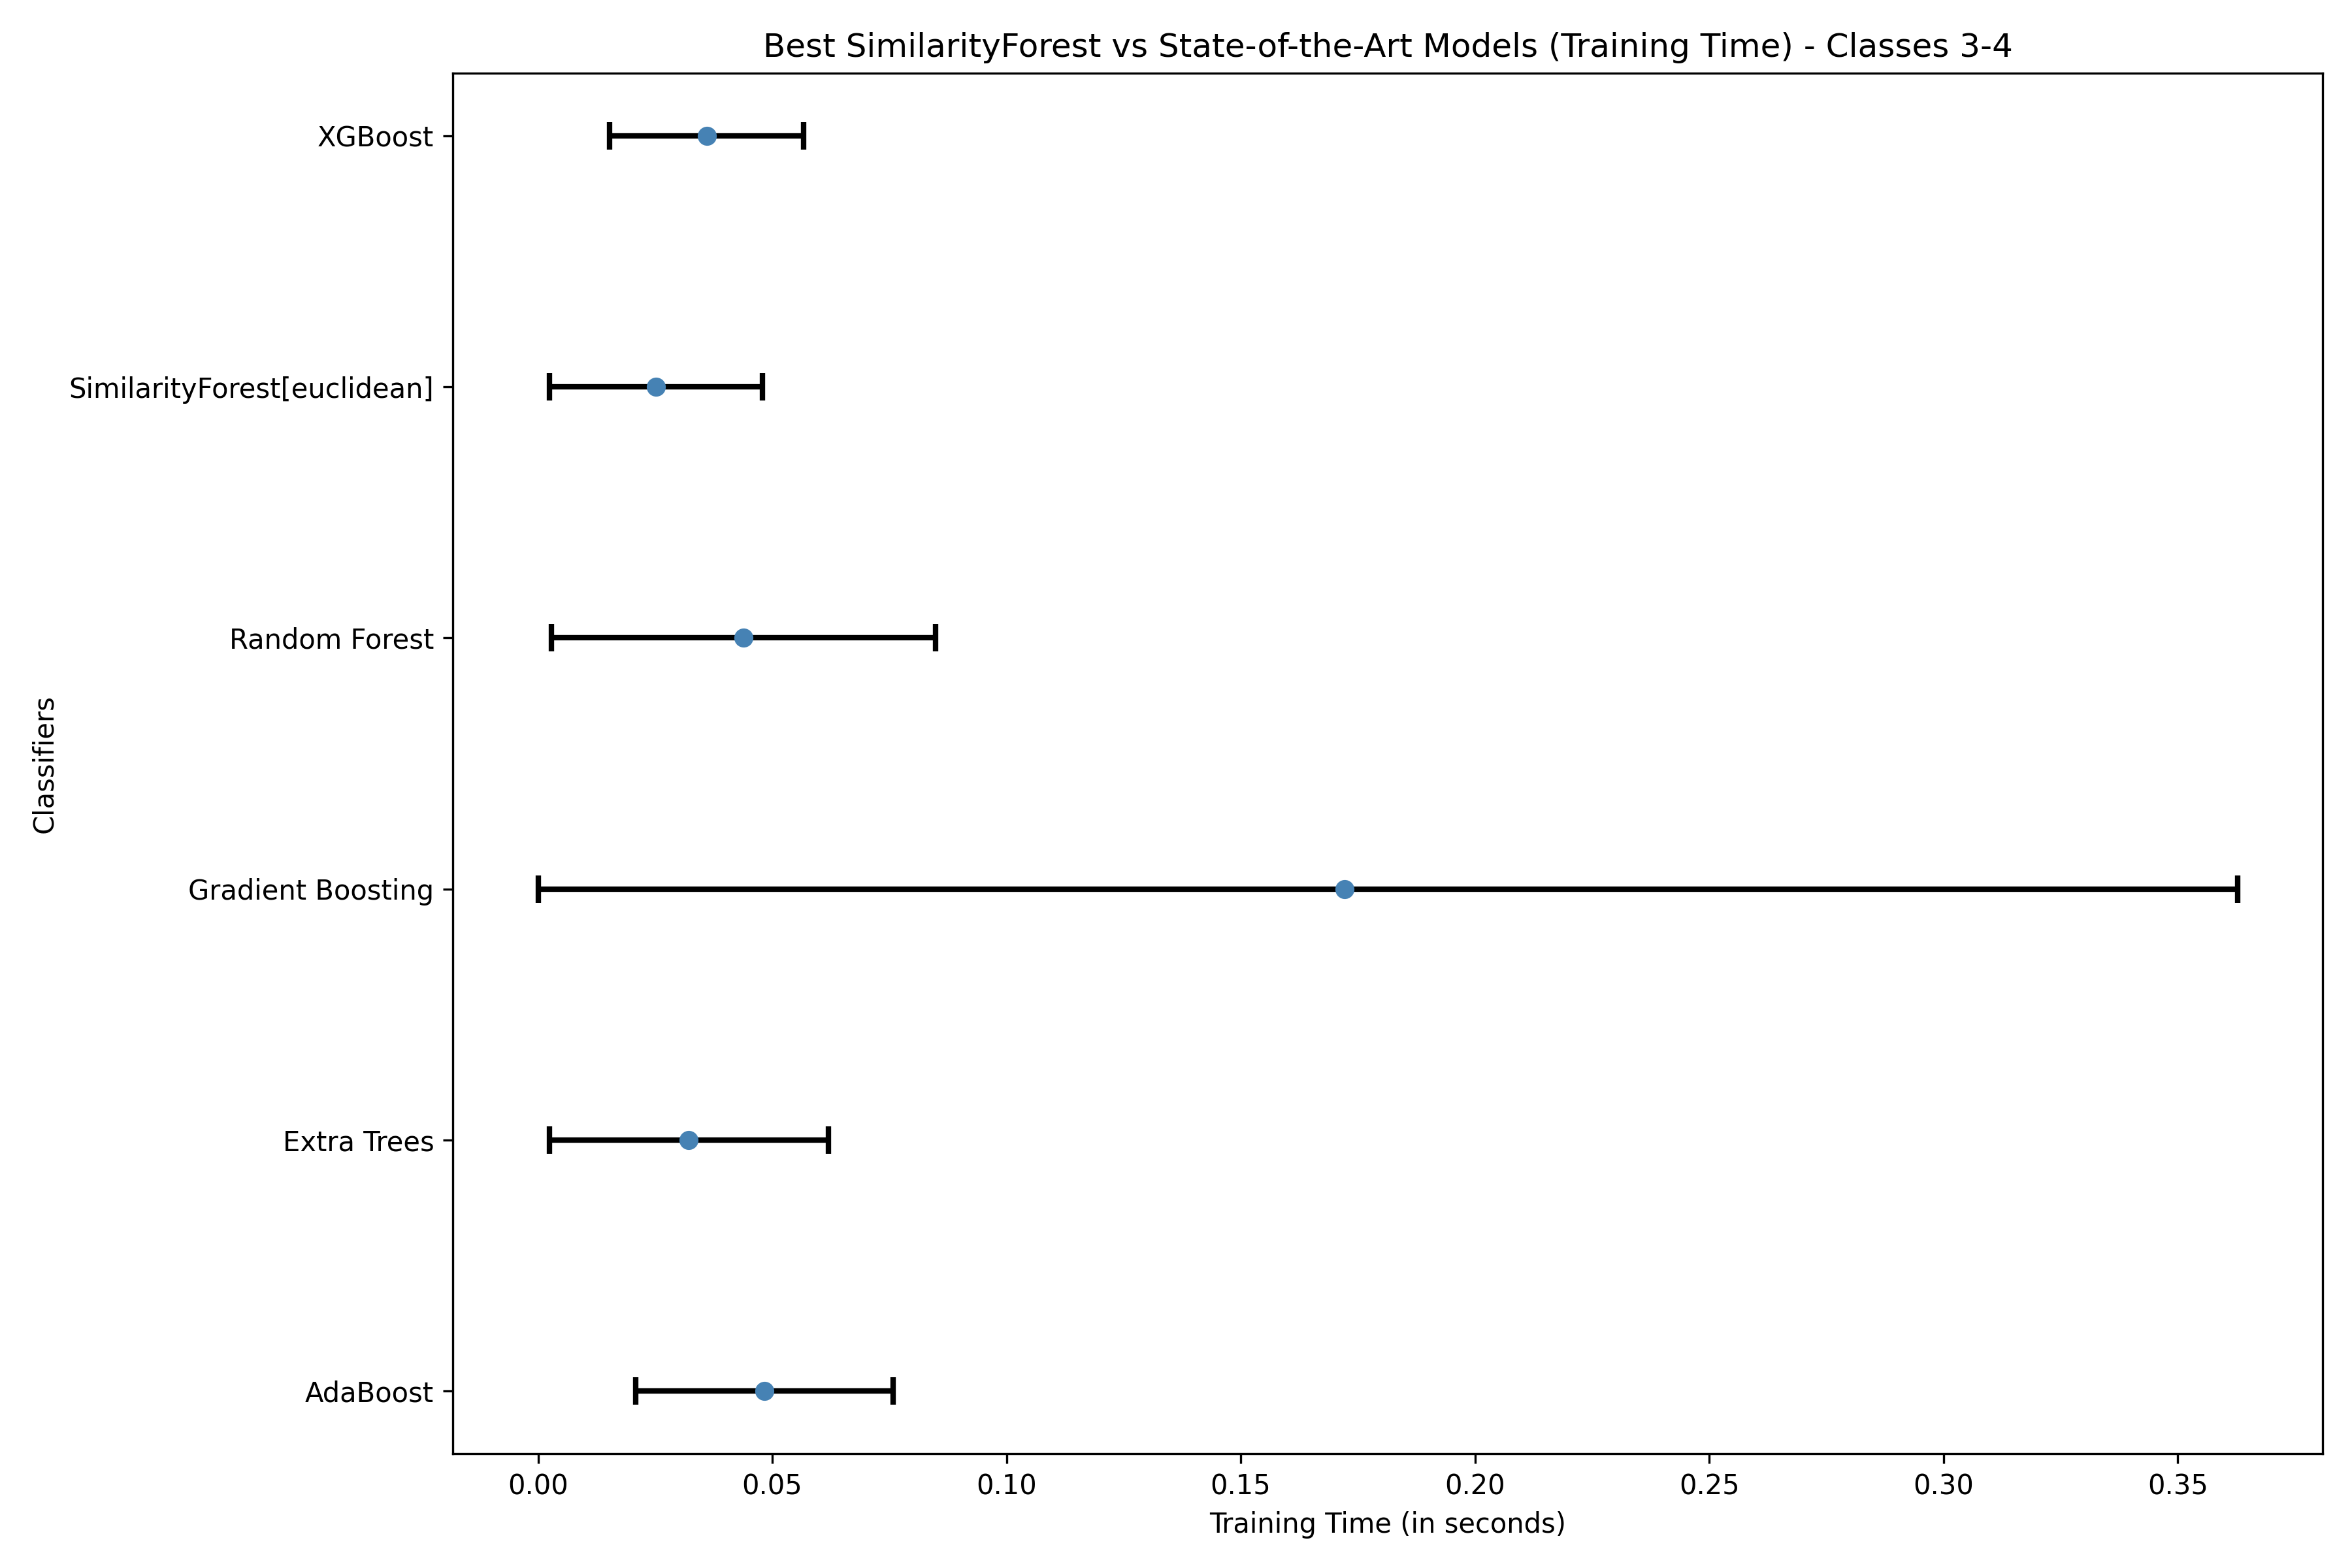 Best SimilarityForest vs State-of-the-Art Models (Training Time) - Classes 3-4
Classifiers
XGBoost
SimilarityForest[euclidean]
Random Forest
Gradient Boosting
Extra Trees
AdaBoost
0.00 0.05 0.10 0.15 0.20 0.25 0.30 0.35
Training Time (in seconds)